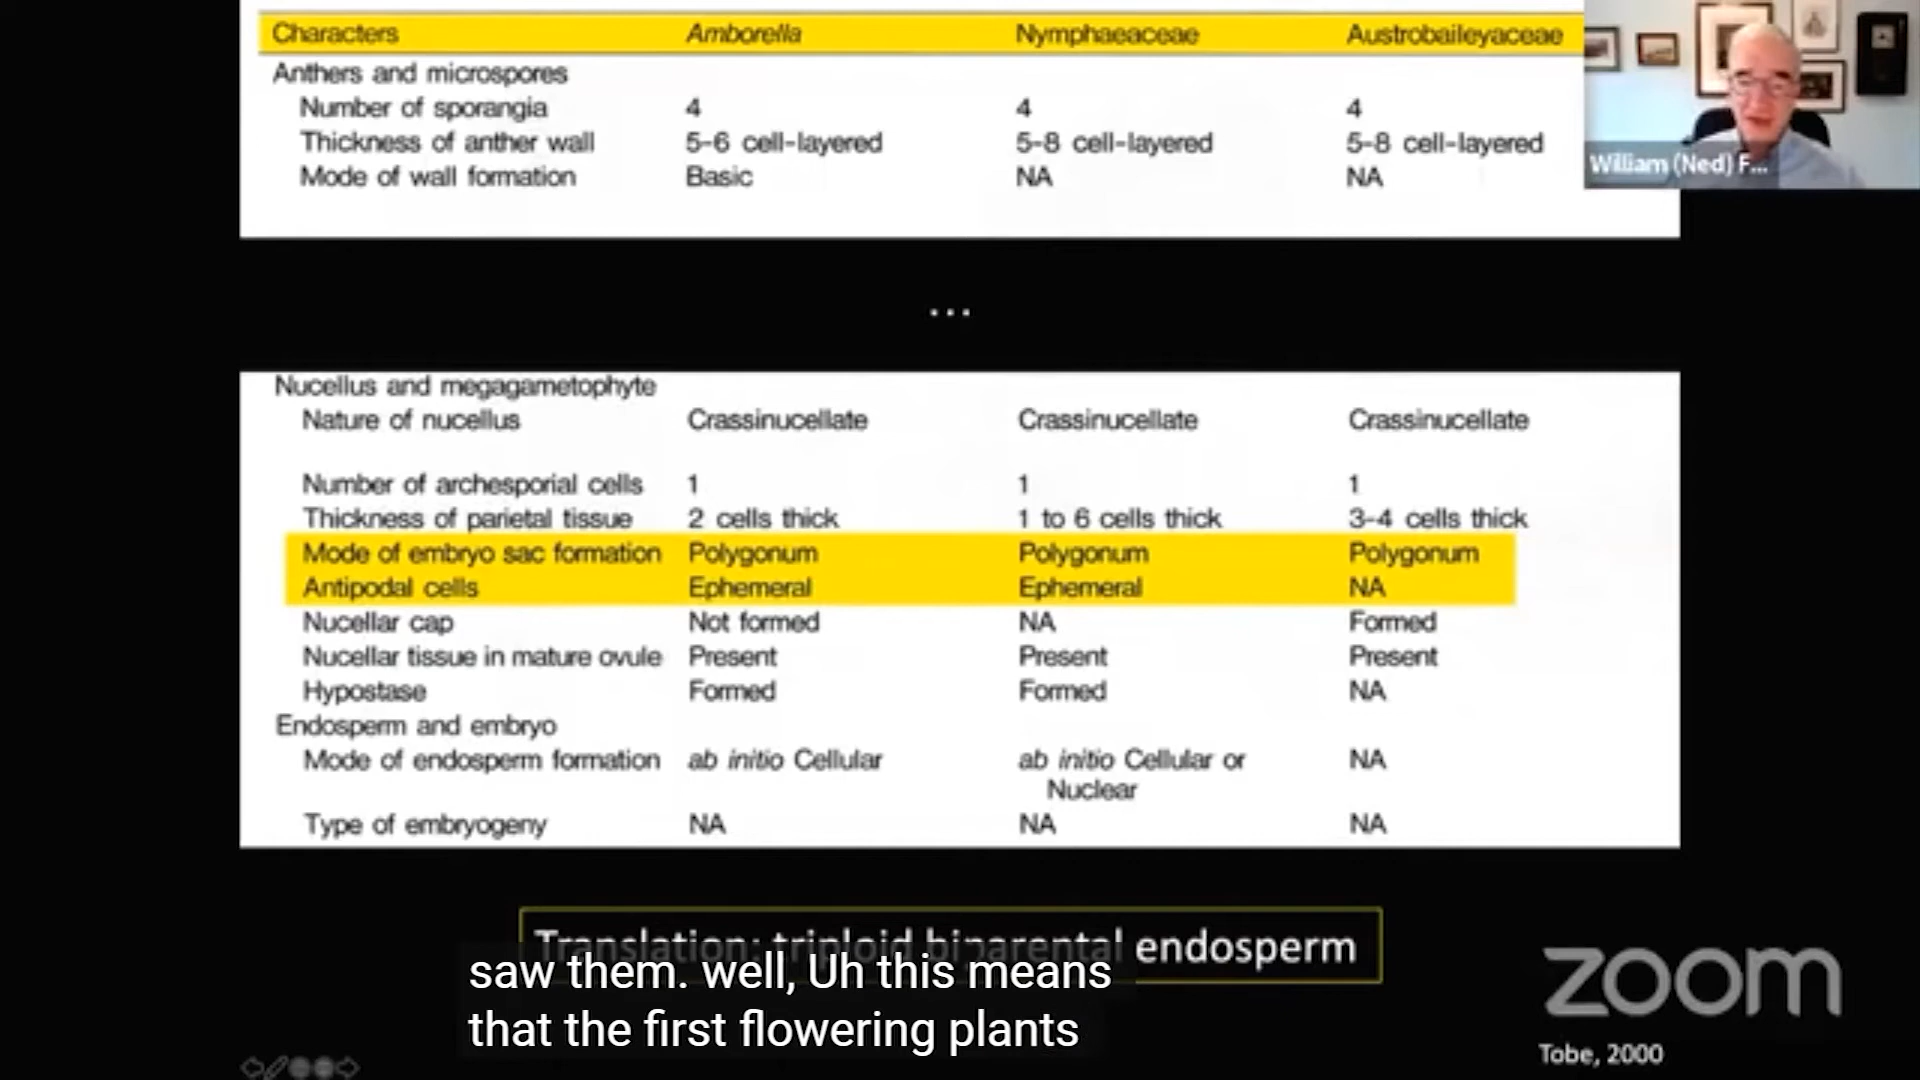 Characters Amborella Nymphaeaceae Austrobaileyaceae
Anthers and microspores
Number of sporangia 4 4 4
Thickness of anther wall 5-6 cell-layered 5-8 cell-layered 5-8 cell-layered
Mode of wall formation Basic NA NA
William (Ned) F...
...
Nucellus and megagametophyte
Nature of nucellus Crassinucellate Crassinucellate Crassinucellate
Number of archesporial cells 1 1 1
Thickness of parietal tissue 2 cells thick 1 to 6 cells thick 3-4 cells thick
Mode of embryo sac formation Polygonum Polygonum Polygonum
Antipodal cells Ephemeral Ephemeral NA
Nucellar cap Not formed NA Formed
Nucellar tissue in mature ovule Present Present Present
Hypostase Formed Formed NA
Endosperm and embryo
Mode of endosperm formation ab initio Cellular ab initio Cellular or NA
Nuclear
Type of embryogeny NA NA NA
Translation: triploid biparental endosperm
saw them. well, Uh this means
that the first flowering plants
zoom
Tobe, 2000